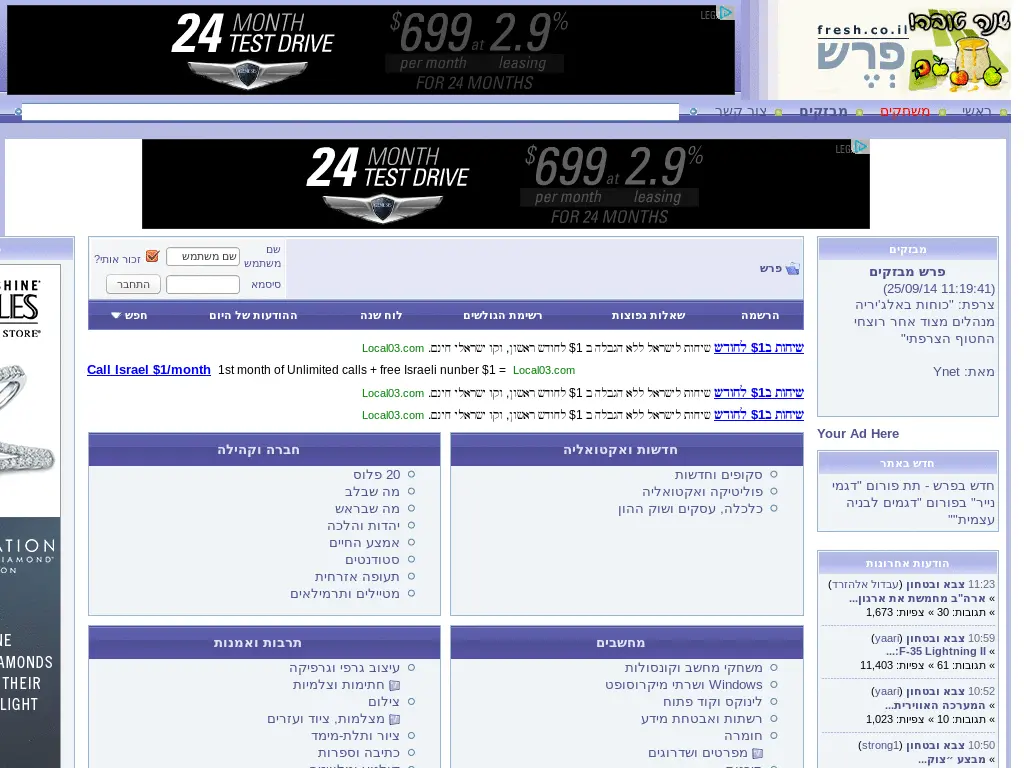 24 MONTH
TEST DRIVE
$699 at 2.9%
per month leasing
FOR 24 MONTHS
שנה טובה!
fresh.co.il
פרש
ראשי
משחקים
מבזקים
צור קשר
24 MONTH
TEST DRIVE
$699 at 2.9%
per month leasing
FOR 24 MONTHS
פרש
שם משתמש
שם משתמש
זכור אותי?
סיסמא
התחבר
הרשמה
שאלות נפוצות
רשימת הגולשים
לוח שנה
ההודעות של היום
חפש
שיחות ב1$ לחודש שיחות לישראל ללא הגבלה ב 1$ לחודש ראשון, וקו ישראלי חינם. Local03.com
Call Israel $1/month 1st month of Unlimited calls + free Israeli nunber $1 = Local03.com
שיחות ב1$ לחודש שיחות לישראל ללא הגבלה ב 1$ לחודש ראשון, וקו ישראלי חינם. Local03.com
שיחות ב1$ לחודש שיחות לישראל ללא הגבלה ב 1$ לחודש ראשון, וקו ישראלי חינם. Local03.com
מבזקים
פרש מבזקים
(25/09/14 11:19:41)
צרפת: "כוחות באלג'יריה
מנהלים מצוד אחר רוצחי
החטוף הצרפתי"
מאת: Ynet
Your Ad Here
חדש באתר
חדש בפרש - תת פורום "דגמי
נייר" בפורום "דגמים לבניה
עצמית""
הודעות אחרונות
11:23 צבא ובטחון (עבדול אלהזרד)
» ארה"ב מחמשת את ארגון...
» תגובות: 30 » צפיות: 1,673
10:59 צבא ובטחון (yaari)
» F-35 Lightning II:...
» תגובות: 61 » צפיות: 11,403
10:52 צבא ובטחון (yaari)
» המערכה האווירית...
» תגובות: 10 » צפיות: 1,023
10:50 צבא ובטחון (strong1)
» מבצע ״צוק...
חדשות ואקטואליה
סקופים וחדשות
פוליטיקה ואקטואליה
כלכלה, עסקים ושוק ההון
חברה וקהילה
20 פלוס
מה שבלב
מה שבראש
יהדות והלכה
אמצע החיים
סטודנטים
תעופה אזרחית
מטיילים ותרמילאים
מחשבים
משחקי מחשב וקונסולות
Windows ושרתי מיקרוסופט
לינוקס וקוד פתוח
רשתות ואבטחת מידע
חומרה
מפרטים ושדרוגים
תרבות ואמנות
עיצוב גרפי וגרפיקה
חתימות וצלמיות
צילום
מצלמות, ציוד ועזרים
ציור ותלת-מימד
כתיבה וספרות
STORE